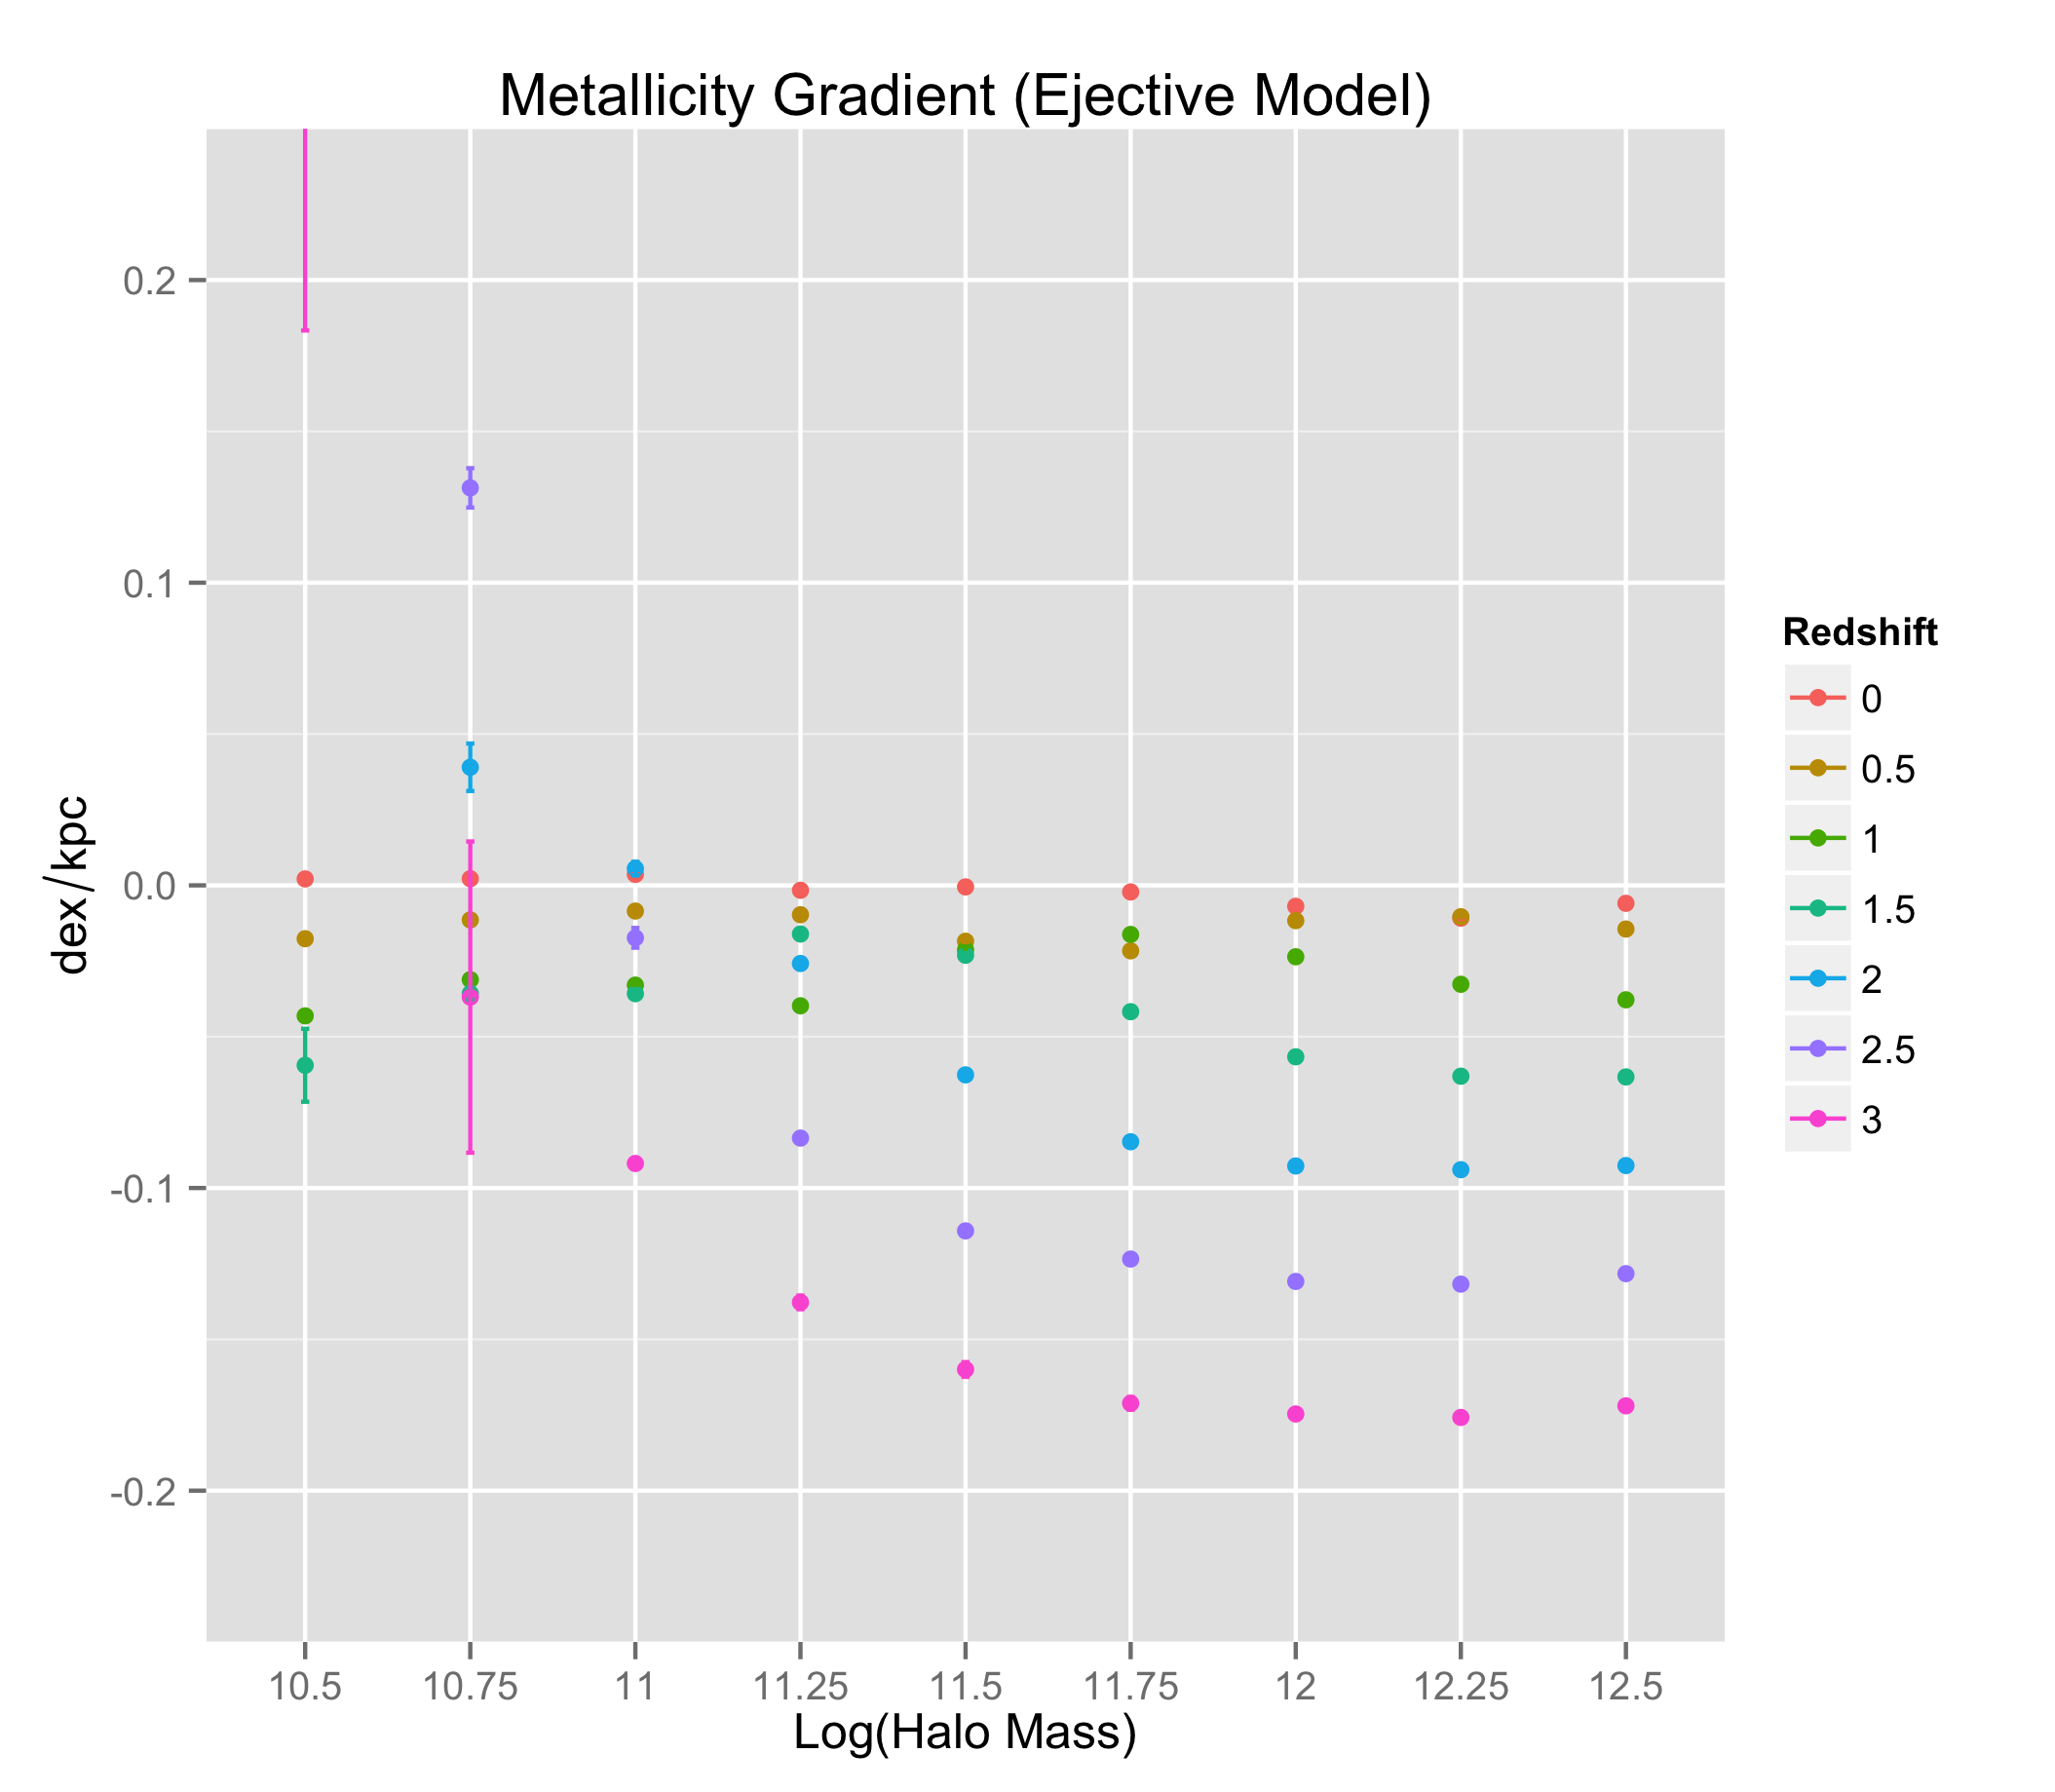 Metallicity Gradient (Ejective Model)
dex/kpc
0.2
0.1
0.0
-0.1
-0.2
10.5 10.75 11 11.25 11.5 11.75 12 12.25 12.5
Log(Halo Mass)
Redshift
0
0.5
1
1.5
2
2.5
3